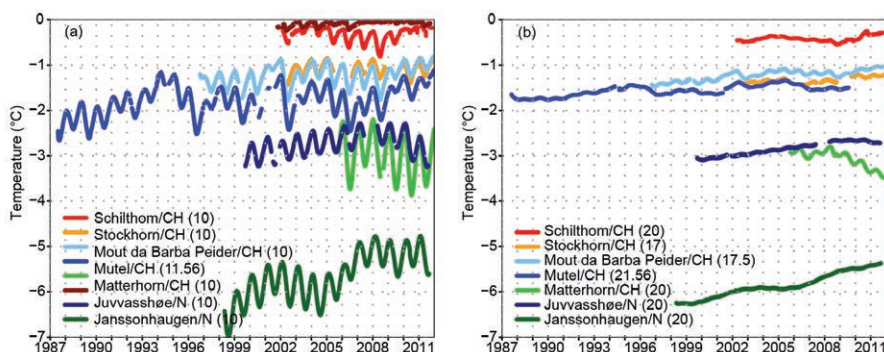 (a)
Temperature (°C)
0
−1
−2
−3
−4
−5
−6
−7
Schilthom/CH (10)
Stockhorn/CH (10)
Mout da Barba Peider/CH (10)
Mutel/CH (11.56)
Matterhorn/CH (10)
Juvvasshøe/N (10)
Janssonhaugen/N (10)
1987 1990 1993 1996 1999 2002 2005 2008 2011
(b)
Temperature (°C)
0
−1
−2
−3
−4
−5
−6
−7
Schilthom/CH (20)
Stockhorn/CH (17)
Mout da Barba Peider/CH (17.5)
Mutel/CH (21.56)
Matterhorn/CH (20)
Juvvasshøe/N (20)
Janssonhaugen/N (20)
1987 1990 1993 1996 1999 2002 2005 2008 2011